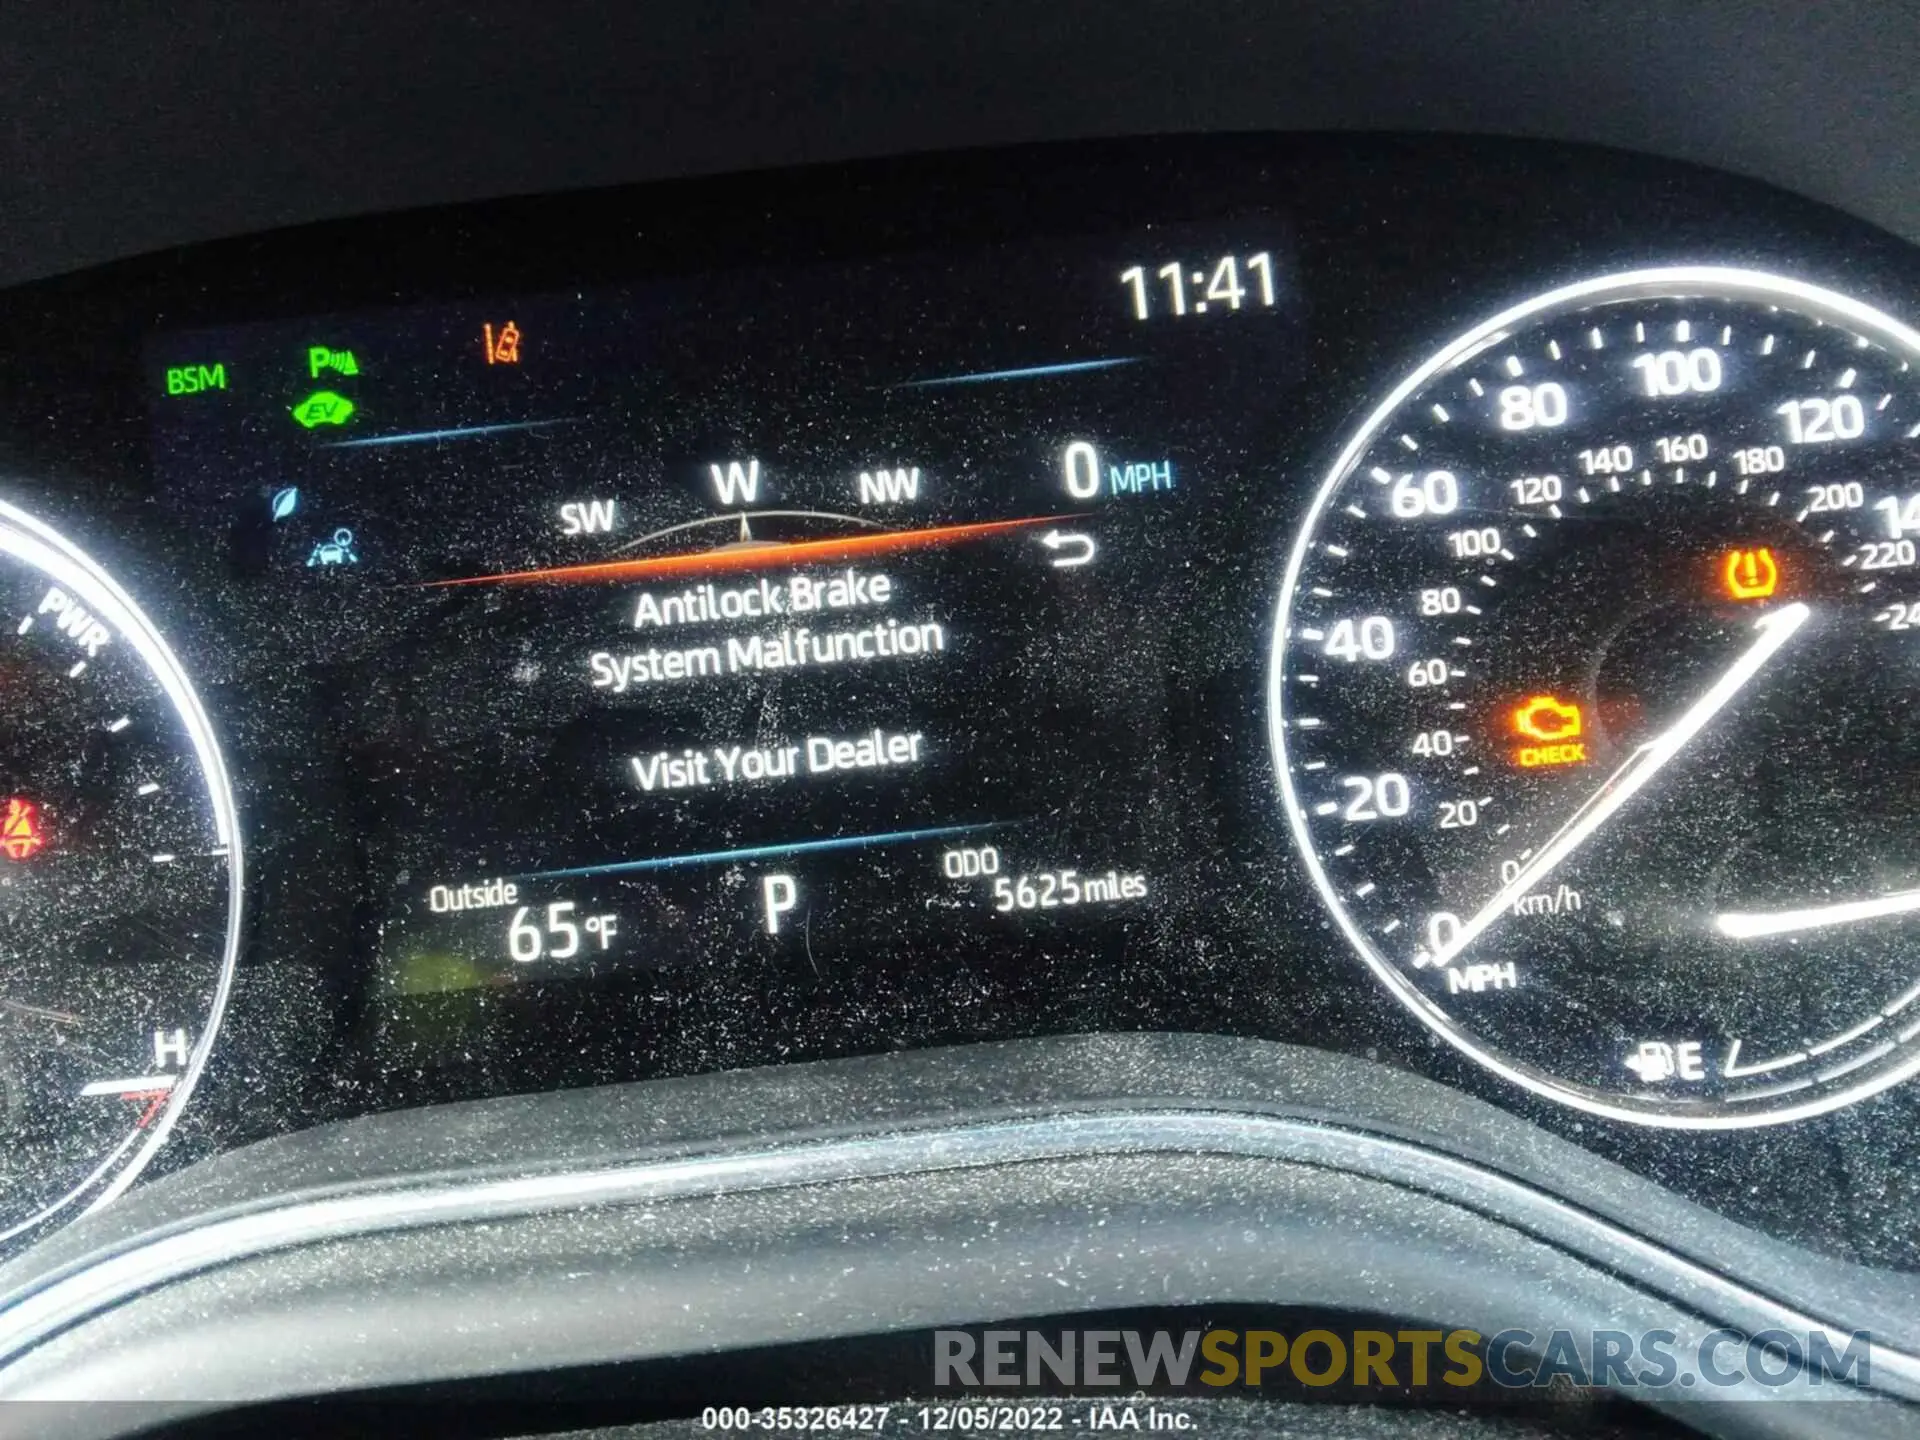 11:41
BSM
P
EV
SW
W
NW
0 MPH
Antilock Brake
System Malfunction
Visit Your Dealer
Outside
65°F
P
ODO
5625 miles
PWR
H
0
20
40
60
80
100
120
14
0
20
40
60
80
100
120
140
160
180
200
220
24
CHECK
km/h
MPH
E
RENEWSPORTSCARS.COM
000-35326427 - 12/05/2022 - IAA Inc.